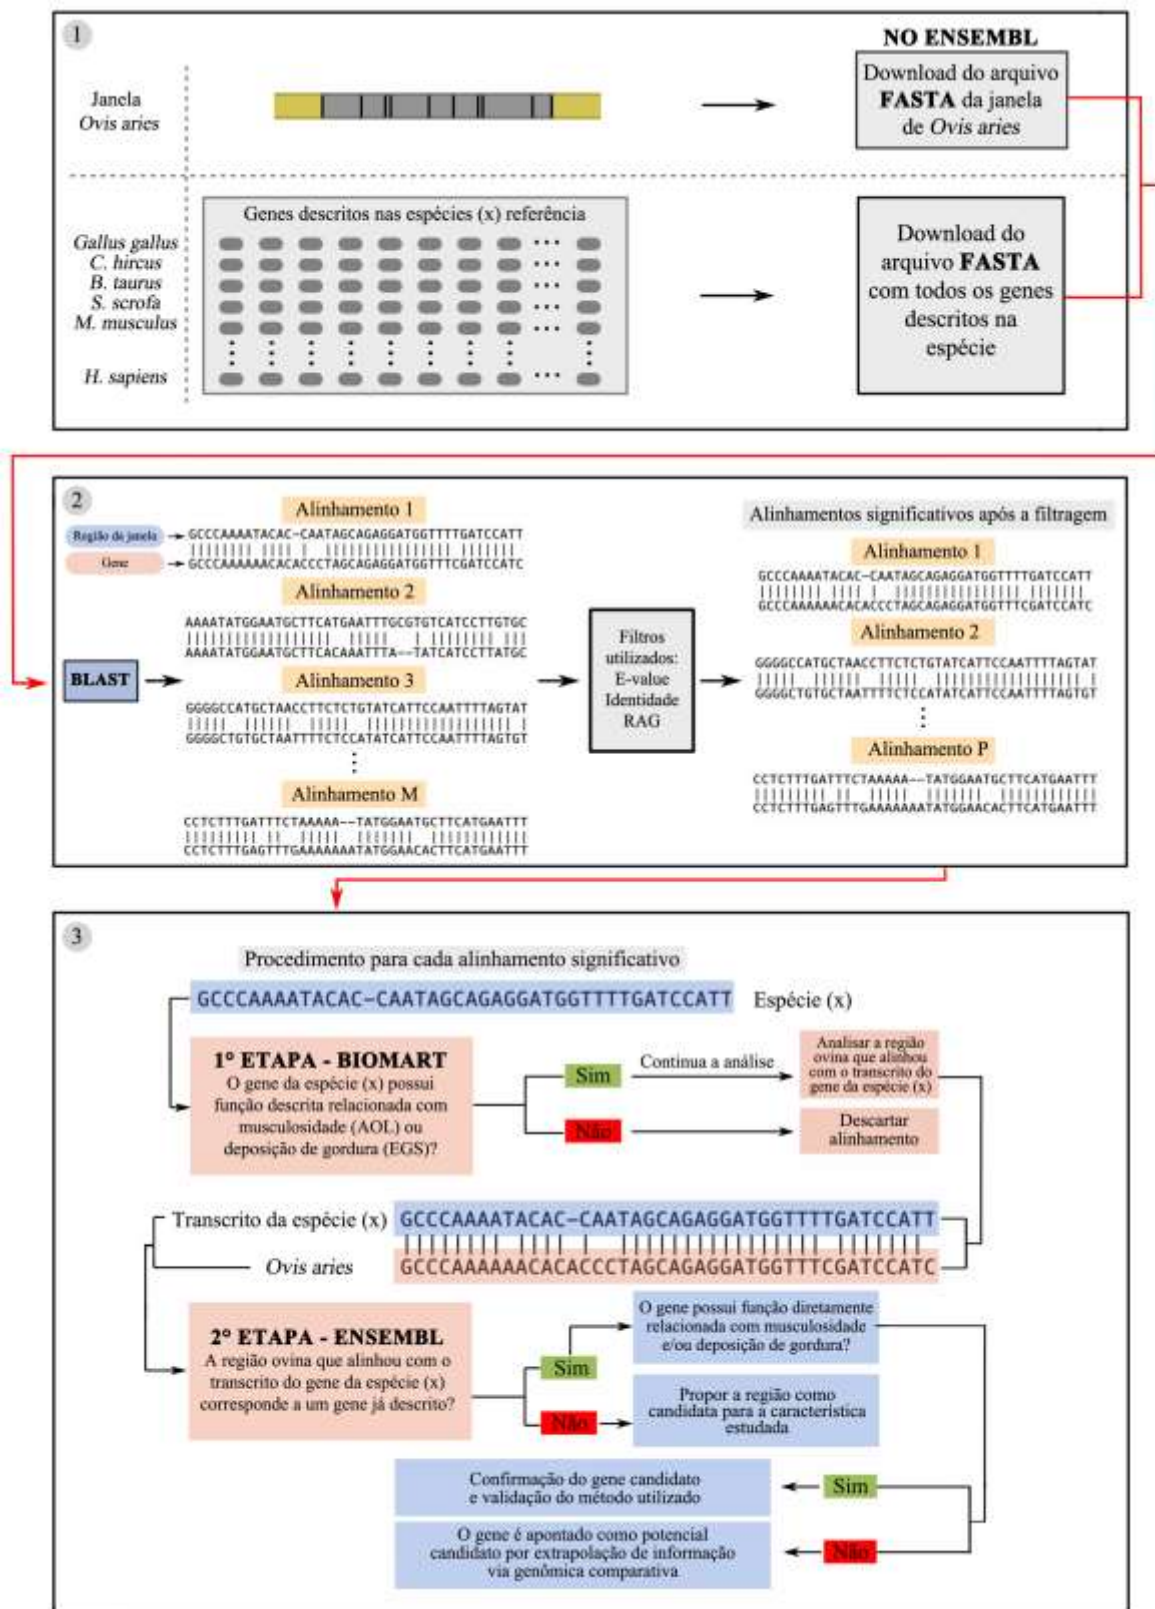 1
NO ENSEMBL
Janela
Ovis aries
Download do arquivo
FASTA da janela
de Ovis aries
Genes descritos nas espécies (x) referência
Gallus gallus
C. hircus
B. taurus
S. scrofa
M. musculus
H. sapiens
Download do
arquivo FASTA
com todos os genes
descritos na
espécie
2
Alinhamento 1
Região da janela
GCCCAAAATACAC-CAATAGCAGAGGATGGTTTTGATCCATT
Gene
GCCCAAAAAACACACCCTAGCAGAGGATGGTTTCGATCCATC
Alinhamento 2
AAAATATGGAATGCTTCATGAATTTGCGTGTCATCCTTGTGC
AAAATATGGAATGCTTCACAAATTTA--TATCATCCTTATGC
BLAST
Alinhamento 3
GGGGCCATGCTAACCTTCTCTGTATCATTCCAATTTTAGTAT
GGGGCTGTGCTAATTTTCTCCATATCATTCCAATTTTAGTGT
Alinhamento M
CCTCTTTGATTTCTAAAAA--TATGGAATGCTTCATGAATTT
CCTCTTTGAGTTTGAAAAAAATATGGAACACTTCATGAATTT
Filtros
utilizados:
E-value
Identidade
RAG
Alinhamentos significativos após a filtragem
Alinhamento 1
GCCCAAAATACAC-CAATAGCAGAGGATGGTTTTGATCCATT
GCCCAAAAAACACACCCTAGCAGAGGATGGTTTCGATCCATC
Alinhamento 2
GGGGCCATGCTAACCTTCTCTGTATCATTCCAATTTTAGTAT
GGGGCTGTGCTAATTTTCTCCATATCATTCCAATTTTAGTGT
Alinhamento P
CCTCTTTGATTTCTAAAAA--TATGGAATGCTTCATGAATTT
CCTCTTTGAGTTTGAAAAAAATATGGAACACTTCATGAATTT
3
Procedimento para cada alinhamento significativo
GCCCAAAATACAC-CAATAGCAGAGGATGGTTTTGATCCATT
Espécie (x)
1° ETAPA - BIOMART
O gene da espécie (x) possui
função descrita relacionada com
musculosidade (AOL) ou
deposição de gordura (EGS)?
Sim
Continua a análise
Analisar a região
ovina que alinhou
com o transcrito do
gene da espécie (x)
Não
Descartar
alinhamento
Transcrito da espécie (x)
GCCCAAAATACAC-CAATAGCAGAGGATGGTTTTGATCCATT
Ovis aries
GCCCAAAAAACACACCCTAGCAGAGGATGGTTTCGATCCATC
2° ETAPA - ENSEMBL
A região ovina que alinhou com o
transcrito do gene da espécie (x)
corresponde a um gene já descrito?
Sim
O gene possui função diretamente
relacionada com musculosidade
e/ou deposição de gordura?
Não
Propor a região como
candidata para a característica
estudada
Confirmação do gene candidato
e validação do método utilizado
Sim
O gene é apontado como potencial
candidato por extrapolação de informação
via genômica comparativa
Não